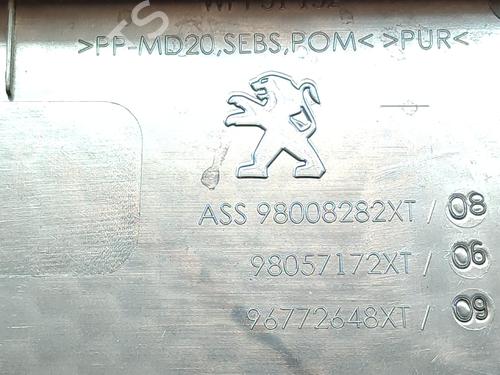 >PP-MD20,SEBS,POM< >PUR<
ASS 98008282XT/ 08
98057172XT/ 06
96772648XT/ 09